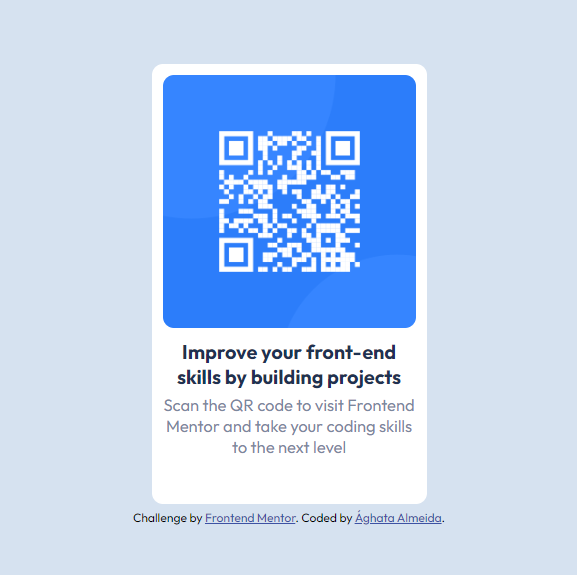 Improve your front-end
skills by building projects
Scan the QR code to visit Frontend
Mentor and take your coding skills
to the next level
Challenge by Frontend Mentor. Coded by Ághata Almeida.